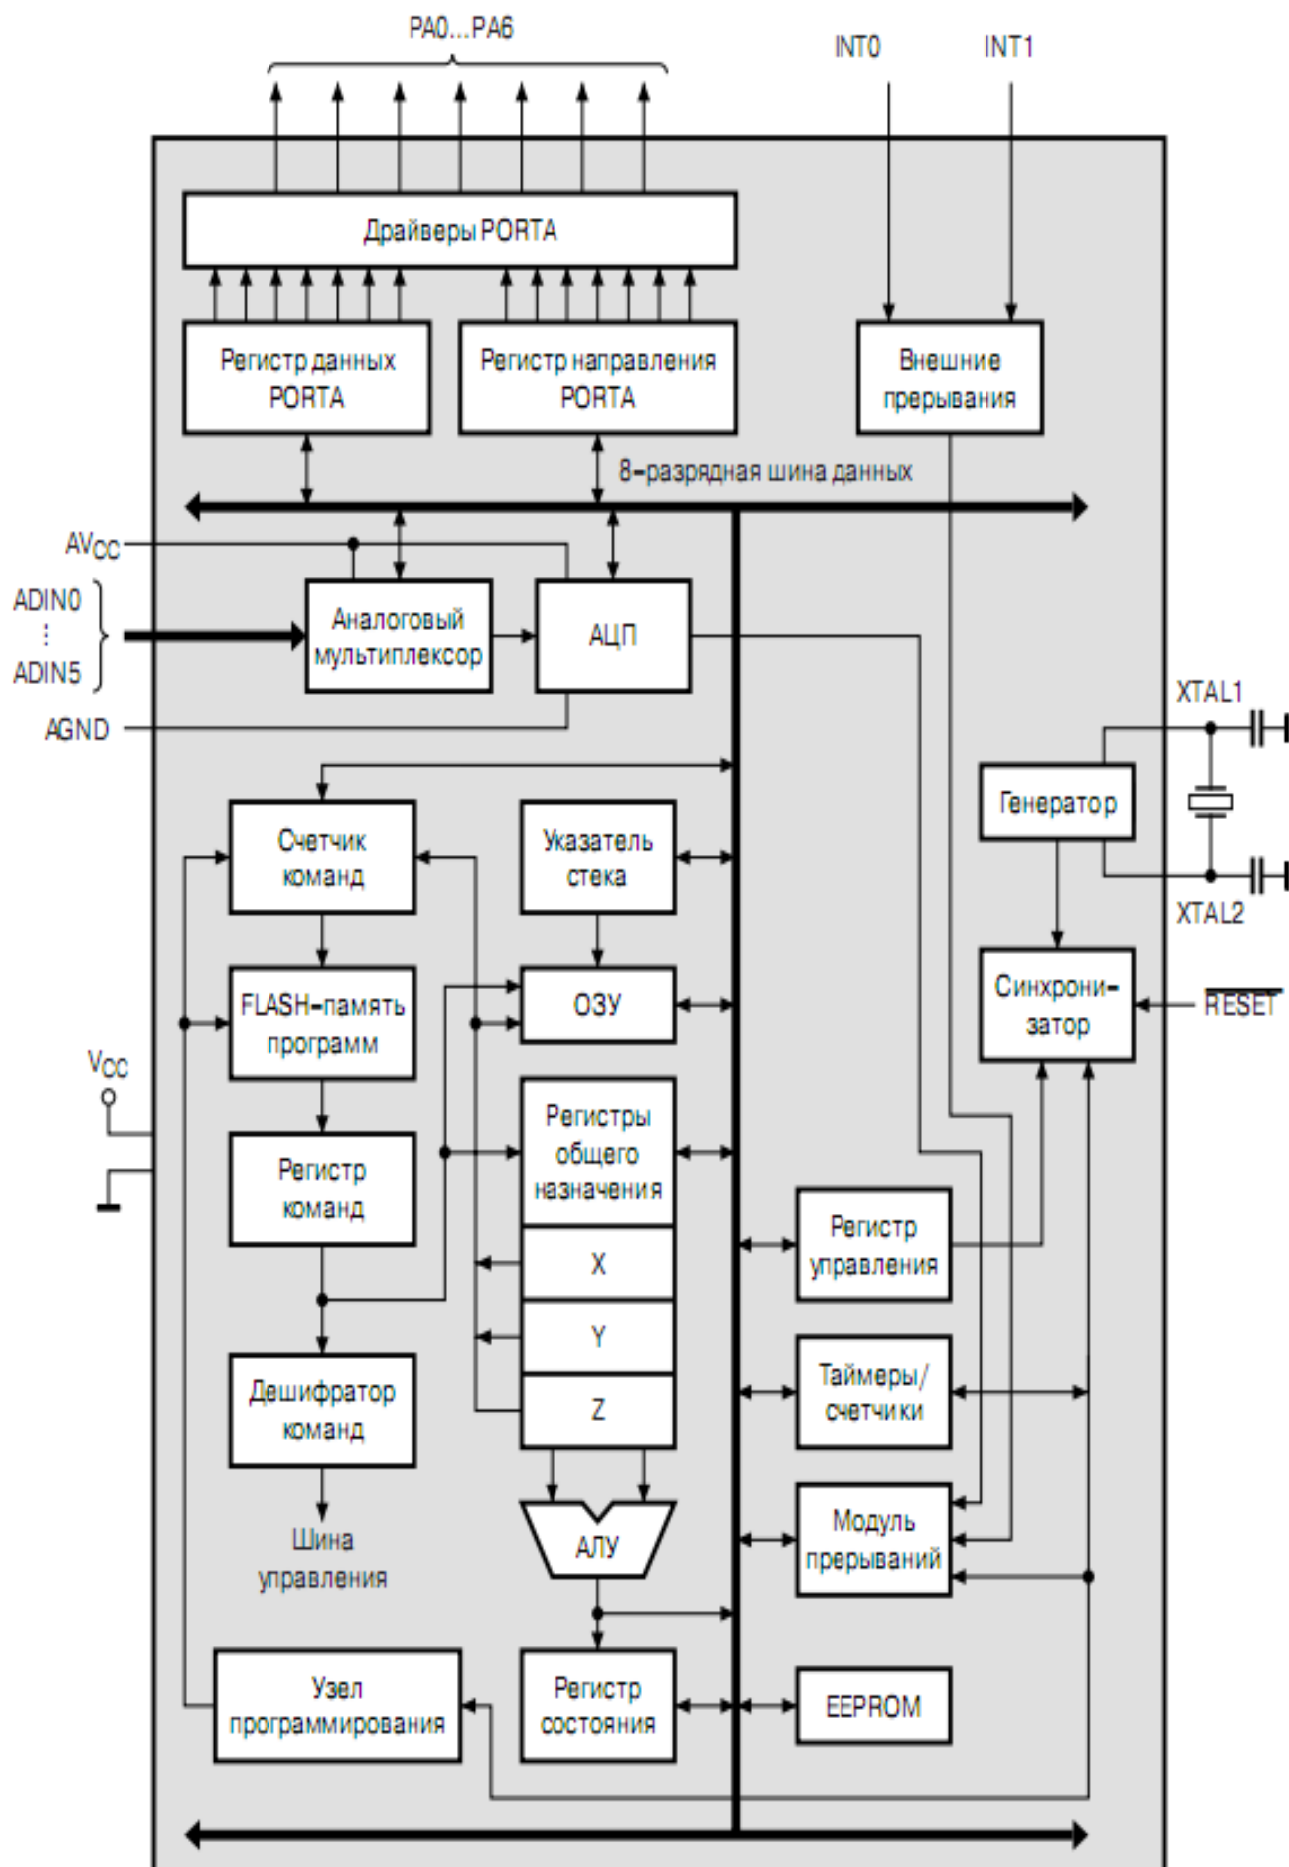 PA0...PA6
INT0
INT1
Драйверы PORTA
Регистр данных
PORTA
Регистр направления
PORTA
Внешние
прерывания
8-разрядная шина данных
AVCC
ADIN0
⋮
ADIN5
Аналоговый
мультиплексор
АЦП
AGND
XTAL1
Генератор
XTAL2
Счетчик
команд
Указатель
стека
FLASH-память
программ
ОЗУ
Синхрони-
затор
RESET
VCC
Регистр
команд
Регистры
общего
назначения
X
Y
Z
Регистр
управления
Дешифратор
команд
Таймеры/
счетчики
Шина
управления
АЛУ
Модуль
прерываний
Узел
программирования
Регистр
состояния
EEPROM